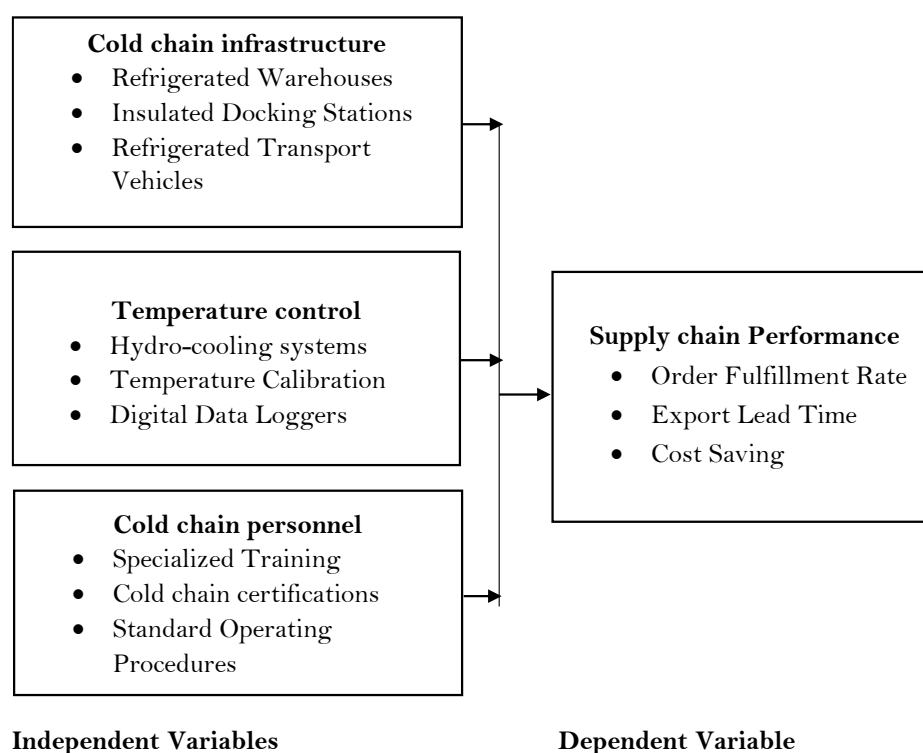 Cold chain infrastructure
• Refrigerated Warehouses
• Insulated Docking Stations
• Refrigerated Transport
Vehicles
Temperature control
• Hydro-cooling systems
• Temperature Calibration
• Digital Data Loggers
Cold chain personnel
• Specialized Training
• Cold chain certifications
• Standard Operating
Procedures
Supply chain Performance
• Order Fulfillment Rate
• Export Lead Time
• Cost Saving
Independent Variables
Dependent Variable